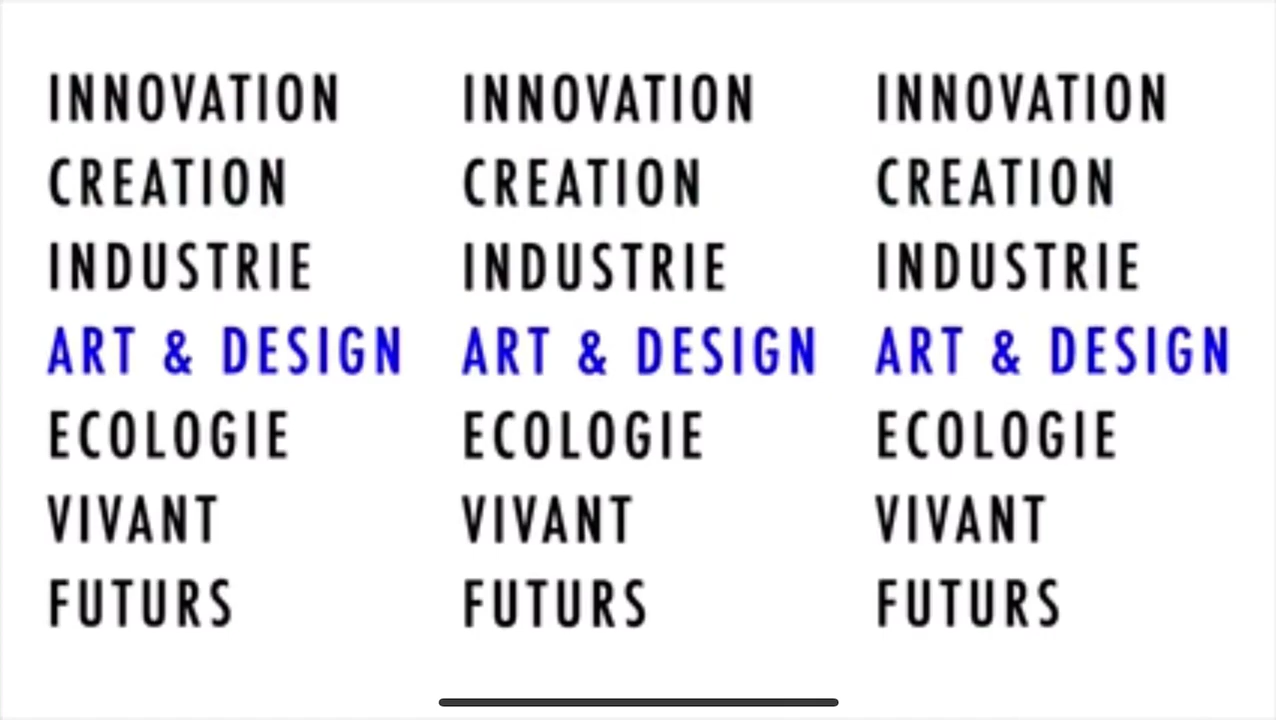 INNOVATION INNOVATION INNOVATION
CREATION CREATION CREATION
INDUSTRIE INDUSTRIE INDUSTRIE
ART & DESIGN ART & DESIGN ART & DESIGN
ECOLOGIE ECOLOGIE ECOLOGIE
VIVANT VIVANT VIVANT
FUTURS FUTURS FUTURS